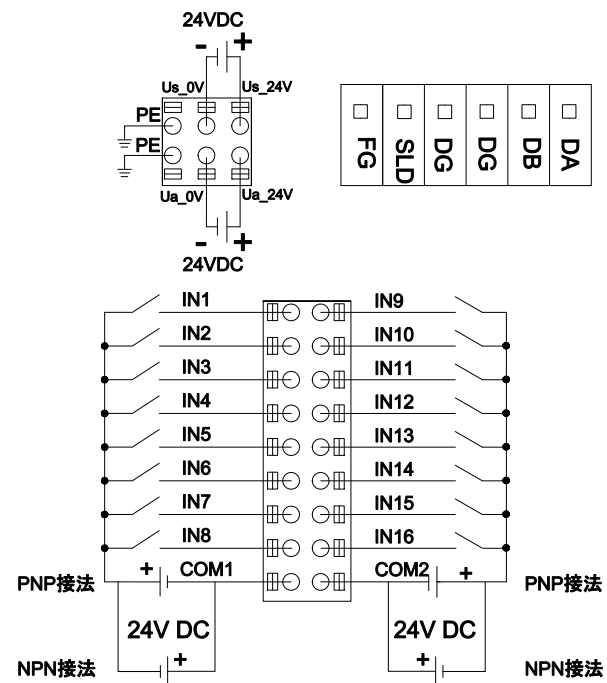 24VDC
- +
Us_0V Us_24V
PE
PE
Ua_0V Ua_24V
- +
24VDC
FG SLD DG DG DB DA
IN1 IN9
IN2 IN10
IN3 IN11
IN4 IN12
IN5 IN13
IN6 IN14
IN7 IN15
IN8 IN16
+ COM1 COM2 +
PNP接法 PNP接法
24V DC 24V DC
+ +
NPN接法 NPN接法